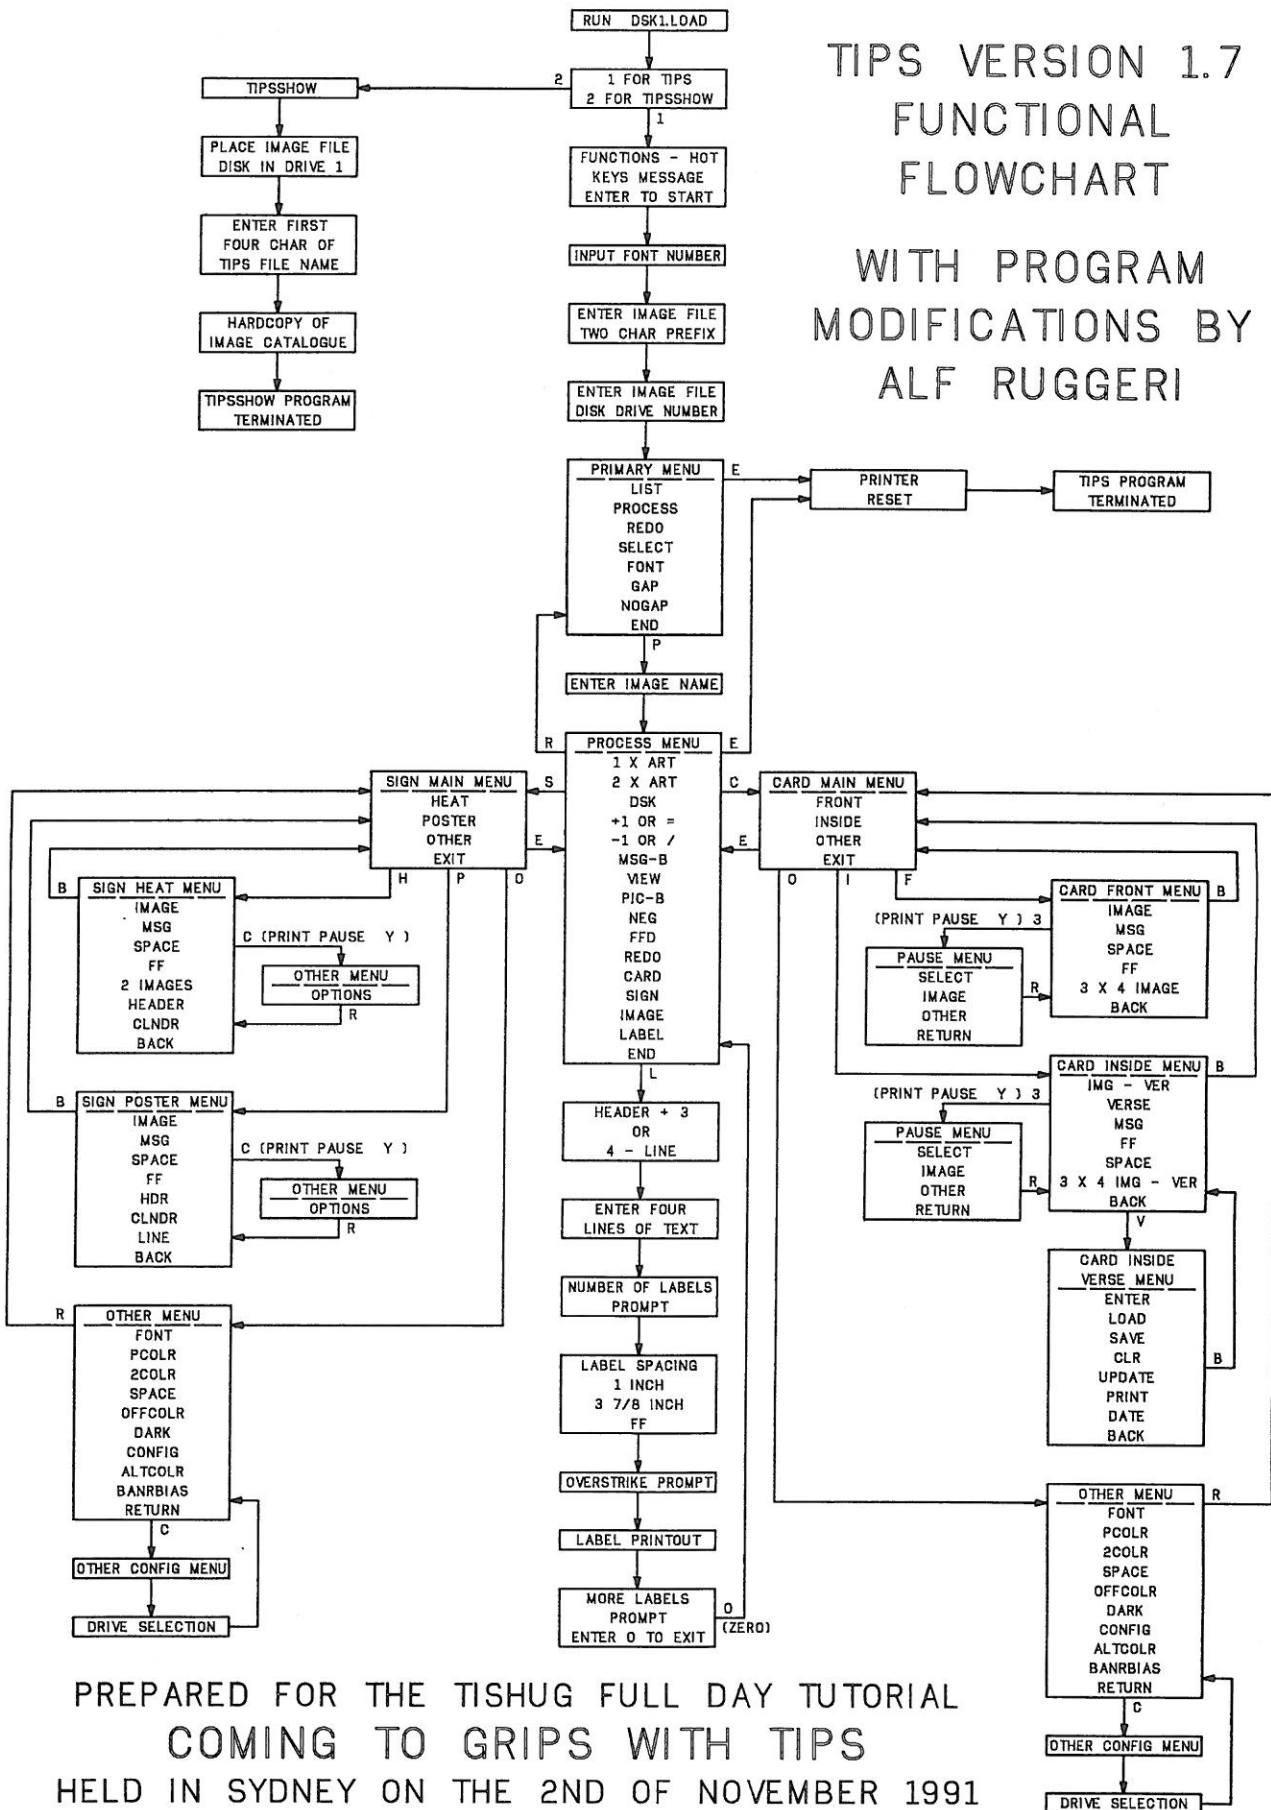 RUN DSK1.LOAD
TIPS VERSION 1.7
FUNCTIONAL
FLOWCHART
WITH PROGRAM
MODIFICATIONS BY
ALF RUGGERI
1 FOR TIPS
2 FOR TIPSSHOW
2
1
TIPSSHOW
PLACE IMAGE FILE
DISK IN DRIVE 1
ENTER FIRST
FOUR CHAR OF
TIPS FILE NAME
HARDCOPY OF
IMAGE CATALOGUE
TIPSSHOW PROGRAM
TERMINATED
FUNCTIONS - HOT
KEYS MESSAGE
ENTER TO START
INPUT FONT NUMBER
ENTER IMAGE FILE
TWO CHAR PREFIX
ENTER IMAGE FILE
DISK DRIVE NUMBER
PRIMARY MENU
LIST
PROCESS
REDO
SELECT
FONT
GAP
NOGAP
END
E
P
PRINTER
RESET
TIPS PROGRAM
TERMINATED
ENTER IMAGE NAME
R
PROCESS MENU
E
1 X ART
2 X ART
DSK
+1 OR =
-1 OR /
MSG-B
VIEW
PIC-B
NEG
FFD
REDO
CARD
SIGN
IMAGE
LABEL
END
S
E
C
E
L
SIGN MAIN MENU
HEAT
POSTER
OTHER
EXIT
H
P
O
B
SIGN HEAT MENU
IMAGE
MSG
SPACE
FF
2 IMAGES
HEADER
CLNDR
BACK
C (PRINT PAUSE Y )
OTHER MENU
OPTIONS
R
B
SIGN POSTER MENU
IMAGE
MSG
SPACE
FF
HDR
CLNDR
LINE
BACK
C (PRINT PAUSE Y )
OTHER MENU
OPTIONS
R
R
OTHER MENU
FONT
PCOLR
2COLR
SPACE
OFFCOLR
DARK
CONFIG
ALTCOLR
BANRBIAS
RETURN
C
OTHER CONFIG MENU
DRIVE SELECTION
HEADER + 3
OR
4 - LINE
ENTER FOUR
LINES OF TEXT
NUMBER OF LABELS
PROMPT
LABEL SPACING
1 INCH
3 7/8 INCH
FF
OVERSTRIKE PROMPT
LABEL PRINTOUT
MORE LABELS
PROMPT
ENTER 0 TO EXIT
0
(ZERO)
CARD MAIN MENU
FRONT
INSIDE
OTHER
EXIT
O
I
F
CARD FRONT MENU
B
IMAGE
MSG
SPACE
FF
3 X 4 IMAGE
BACK
(PRINT PAUSE Y ) 3
PAUSE MENU
SELECT
IMAGE
OTHER
RETURN
R
CARD INSIDE MENU
B
IMG - VER
VERSE
MSG
FF
SPACE
3 X 4 IMG - VER
BACK
(PRINT PAUSE Y ) 3
PAUSE MENU
SELECT
IMAGE
OTHER
RETURN
R
V
CARD INSIDE
VERSE MENU
ENTER
LOAD
SAVE
CLR
UPDATE
PRINT
DATE
BACK
B
OTHER MENU
R
FONT
PCOLR
2COLR
SPACE
OFFCOLR
DARK
CONFIG
ALTCOLR
BANRBIAS
RETURN
C
OTHER CONFIG MENU
DRIVE SELECTION
PREPARED FOR THE TISHUG FULL DAY TUTORIAL
COMING TO GRIPS WITH TIPS
HELD IN SYDNEY ON THE 2ND OF NOVEMBER 1991